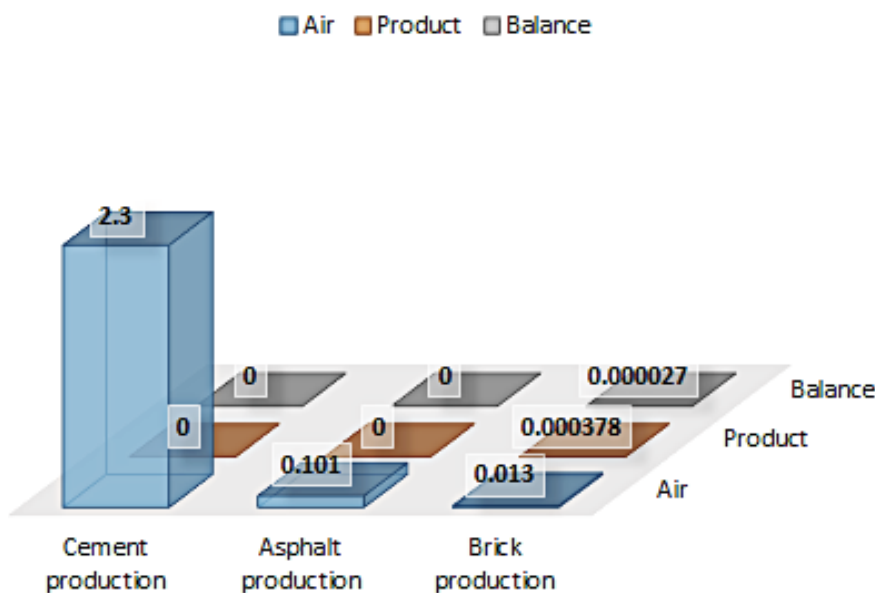 Air Product Balance
2.3
0 0 0.000027
Balance
0 0 0.000378
Product
0.101 0.013
Air
Cement production
Asphalt production
Brick production